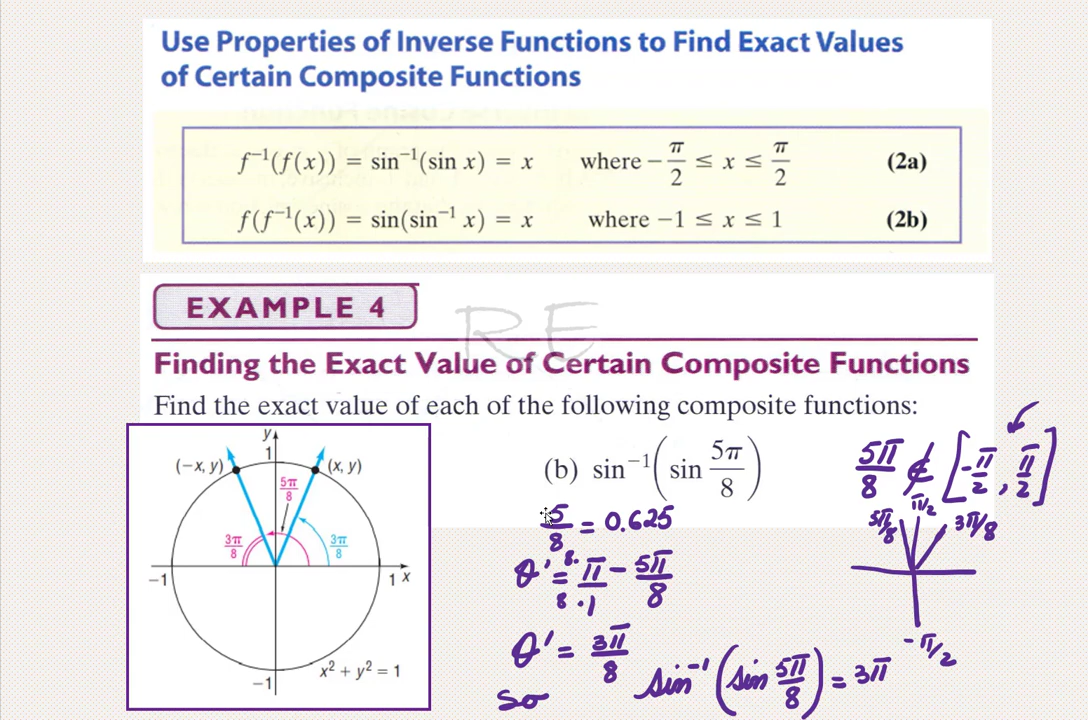 Use Properties of Inverse Functions to Find Exact Values
of Certain Composite Functions
f⁻¹(f(x)) = sin⁻¹(sin x) = x where −π/2 ≤ x ≤ π/2 (2a)
f(f⁻¹(x)) = sin(sin⁻¹ x) = x where −1 ≤ x ≤ 1 (2b)
EXAMPLE 4
RE
Finding the Exact Value of Certain Composite Functions
Find the exact value of each of the following composite functions:
(b) sin⁻¹(sin 5π/8)
5π/8 ∉ [-π/2, π/2]
5/8 = 0.625
θ' = 8·π/8·1 − 5π/8
θ' = 3π/8
so sin⁻¹(sin 5π/8) = 3π
5π/8
π/2
3π/8
-π/2
y
1
(−x, y)
(x, y)
5π/8
3π/8
3π/8
−1
1 x
x² + y² = 1
−1